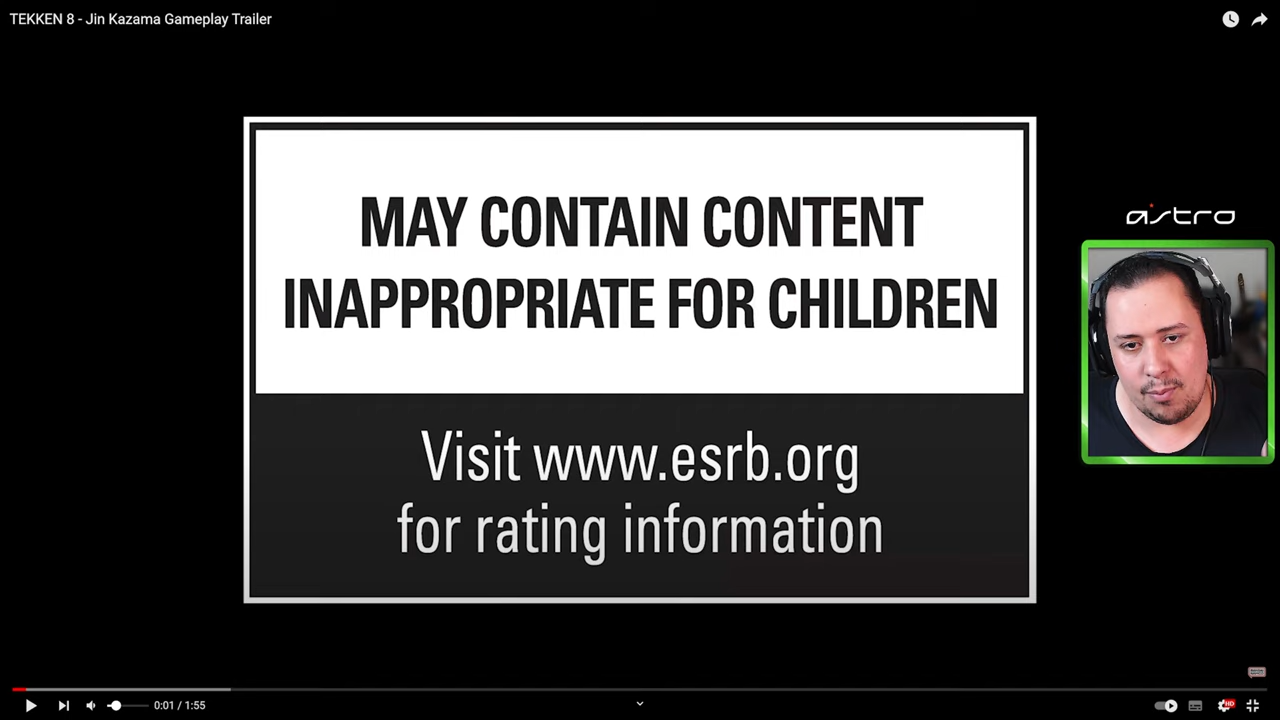 TEKKEN 8 - Jin Kazama Gameplay Trailer
MAY CONTAIN CONTENT
INAPPROPRIATE FOR CHILDREN
Visit www.esrb.org
for rating information
astro
0:01 / 1:55
HD